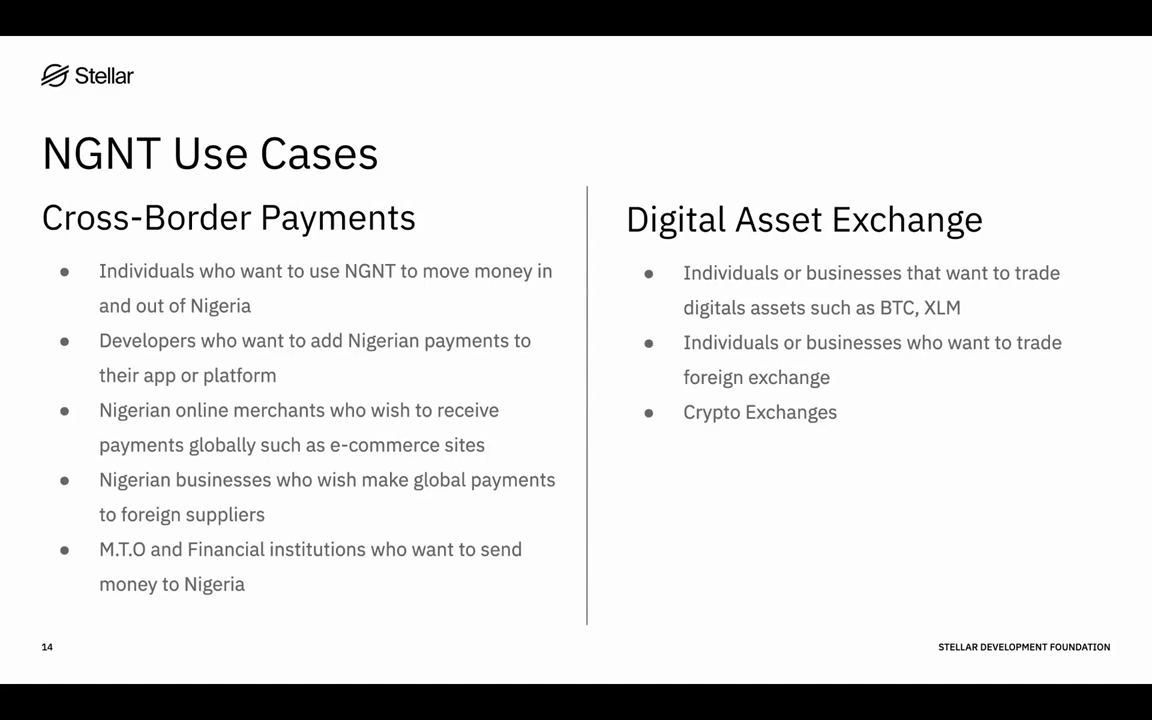 Stellar
NGNT Use Cases
Cross-Border Payments
● Individuals who want to use NGNT to move money in
and out of Nigeria
● Developers who want to add Nigerian payments to
their app or platform
● Nigerian online merchants who wish to receive
payments globally such as e-commerce sites
● Nigerian businesses who wish make global payments
to foreign suppliers
● M.T.O and Financial institutions who want to send
money to Nigeria
Digital Asset Exchange
● Individuals or businesses that want to trade
digitals assets such as BTC, XLM
● Individuals or businesses who want to trade
foreign exchange
● Crypto Exchanges
14
STELLAR DEVELOPMENT FOUNDATION